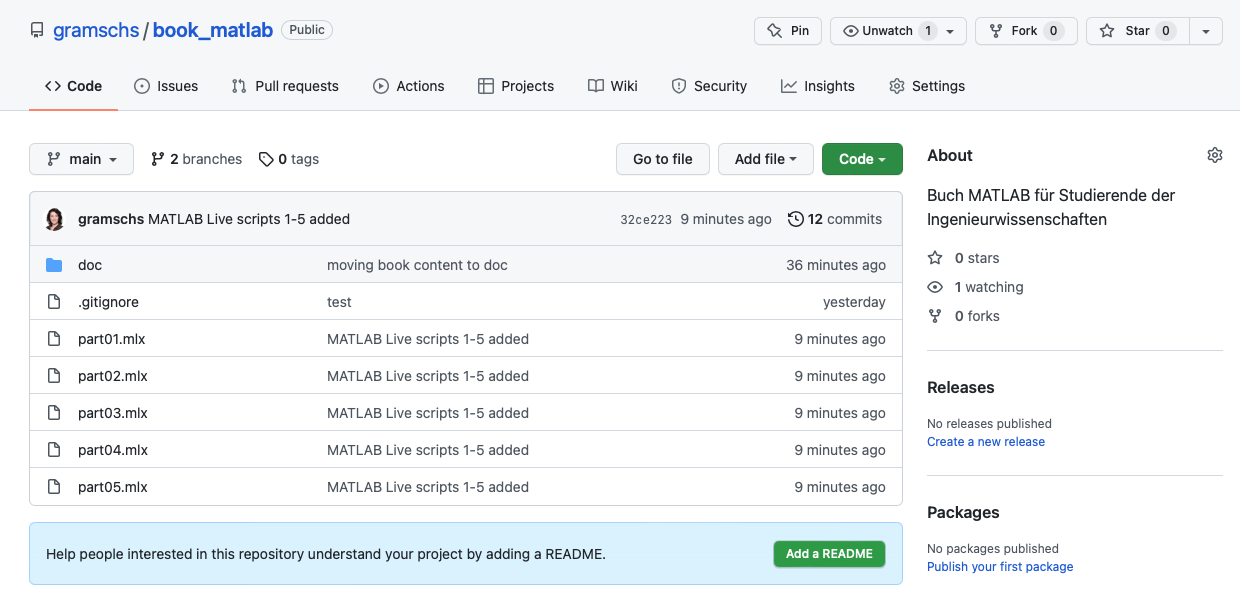 gramschs / book_matlab Public Pin Unwatch 1 Fork 0 Star 0
Code Issues Pull requests Actions Projects Wiki Security Insights Settings
main 2 branches 0 tags Go to file Add file Code
gramschs MATLAB Live scripts 1-5 added 32ce223 9 minutes ago 12 commits
doc moving book content to doc 36 minutes ago
.gitignore test yesterday
part01.mlx MATLAB Live scripts 1-5 added 9 minutes ago
part02.mlx MATLAB Live scripts 1-5 added 9 minutes ago
part03.mlx MATLAB Live scripts 1-5 added 9 minutes ago
part04.mlx MATLAB Live scripts 1-5 added 9 minutes ago
part05.mlx MATLAB Live scripts 1-5 added 9 minutes ago
Help people interested in this repository understand your project by adding a README. Add a README
About
Buch MATLAB für Studierende der
Ingenieurwissenschaften
0 stars
1 watching
0 forks
Releases
No releases published
Create a new release
Packages
No packages published
Publish your first package